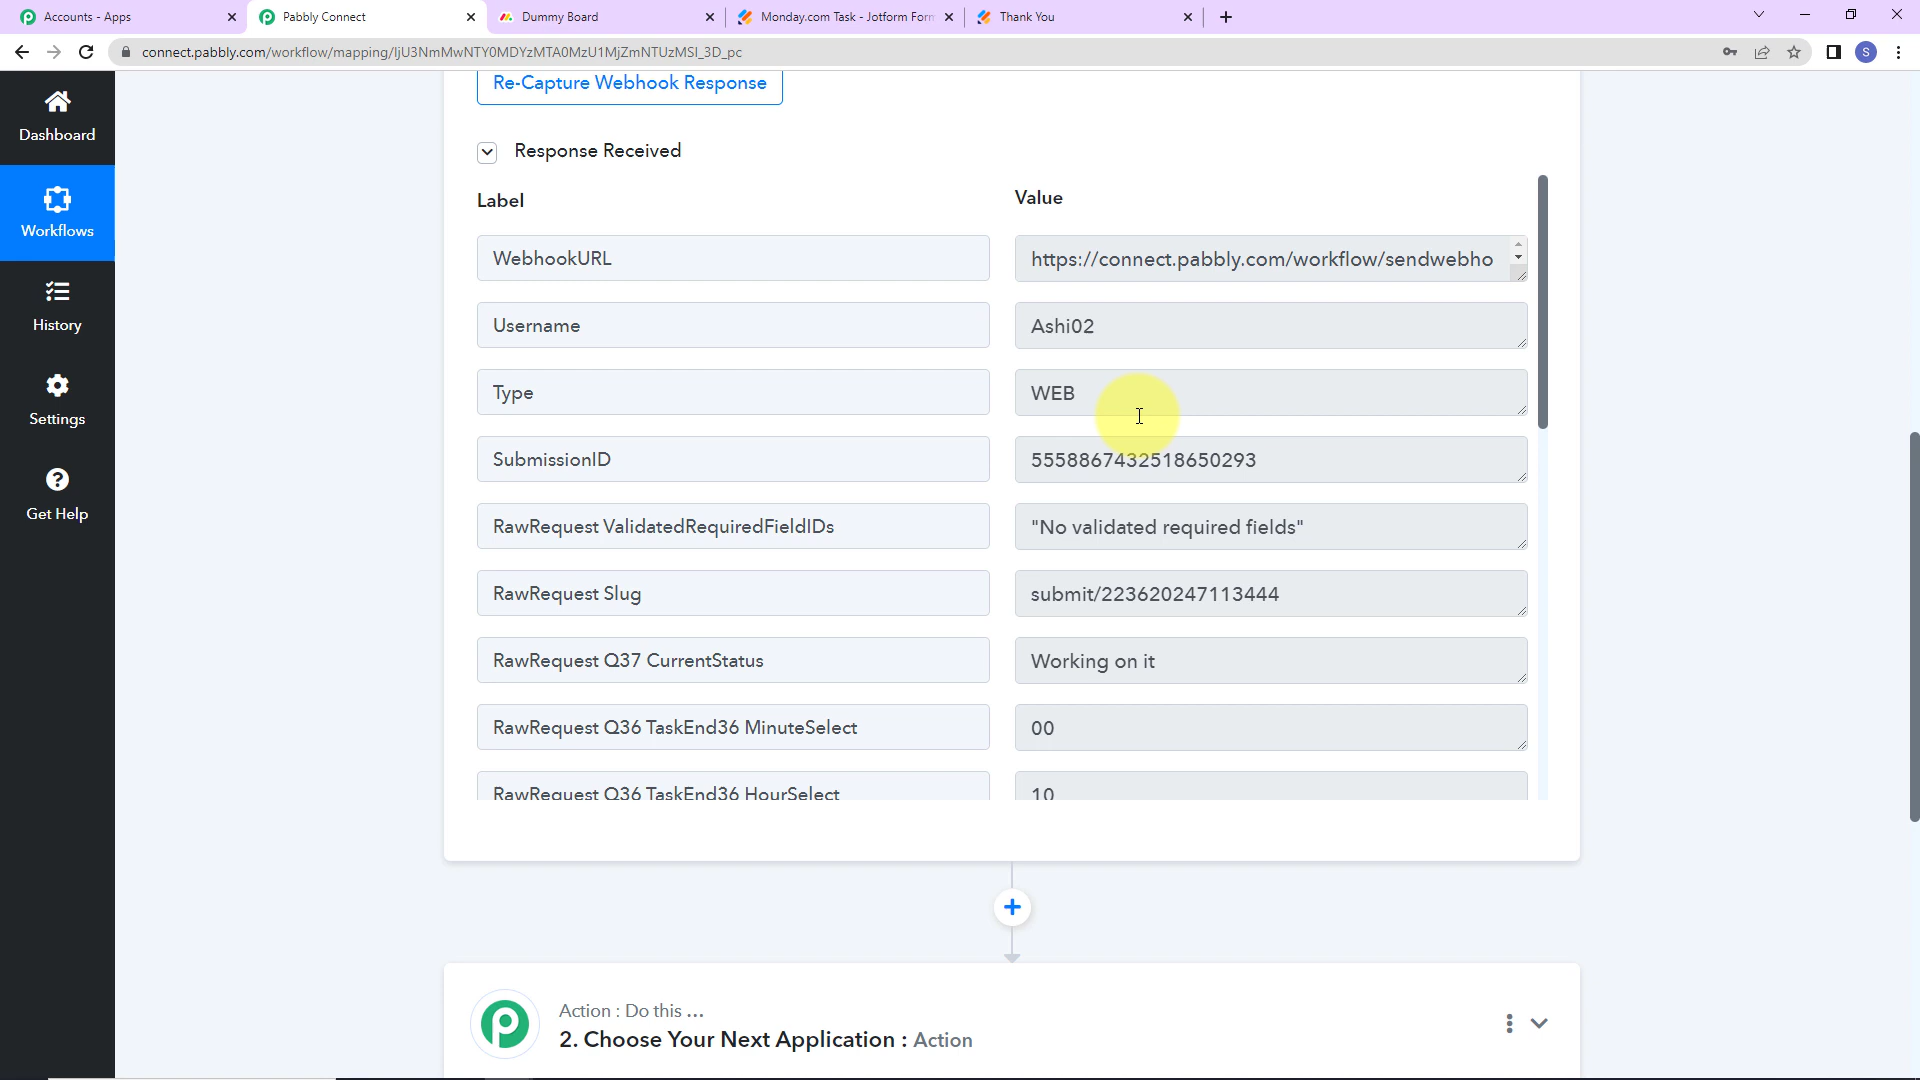 Accounts - Apps
Pabbly Connect
Dummy Board
Monday.com Task - Jotform Form
Thank You
connect.pabbly.com/workflow/mapping/IjU3NmMwNTY0MDYzMTA0MzU1MjZmNTUzMSI_3D_pc
S
Dashboard
Workflows
History
Settings
Get Help
Re-Capture Webhook Response
Response Received
Label
Value
WebhookURL
https://connect.pabbly.com/workflow/sendwebho
Username
Ashi02
Type
WEB
SubmissionID
5558867432518650293
RawRequest ValidatedRequiredFieldIDs
"No validated required fields"
RawRequest Slug
submit/223620247113444
RawRequest Q37 CurrentStatus
Working on it
RawRequest Q36 TaskEnd36 MinuteSelect
00
RawRequest Q36 TaskEnd36 HourSelect
10
Action : Do this ...
2. Choose Your Next Application : Action